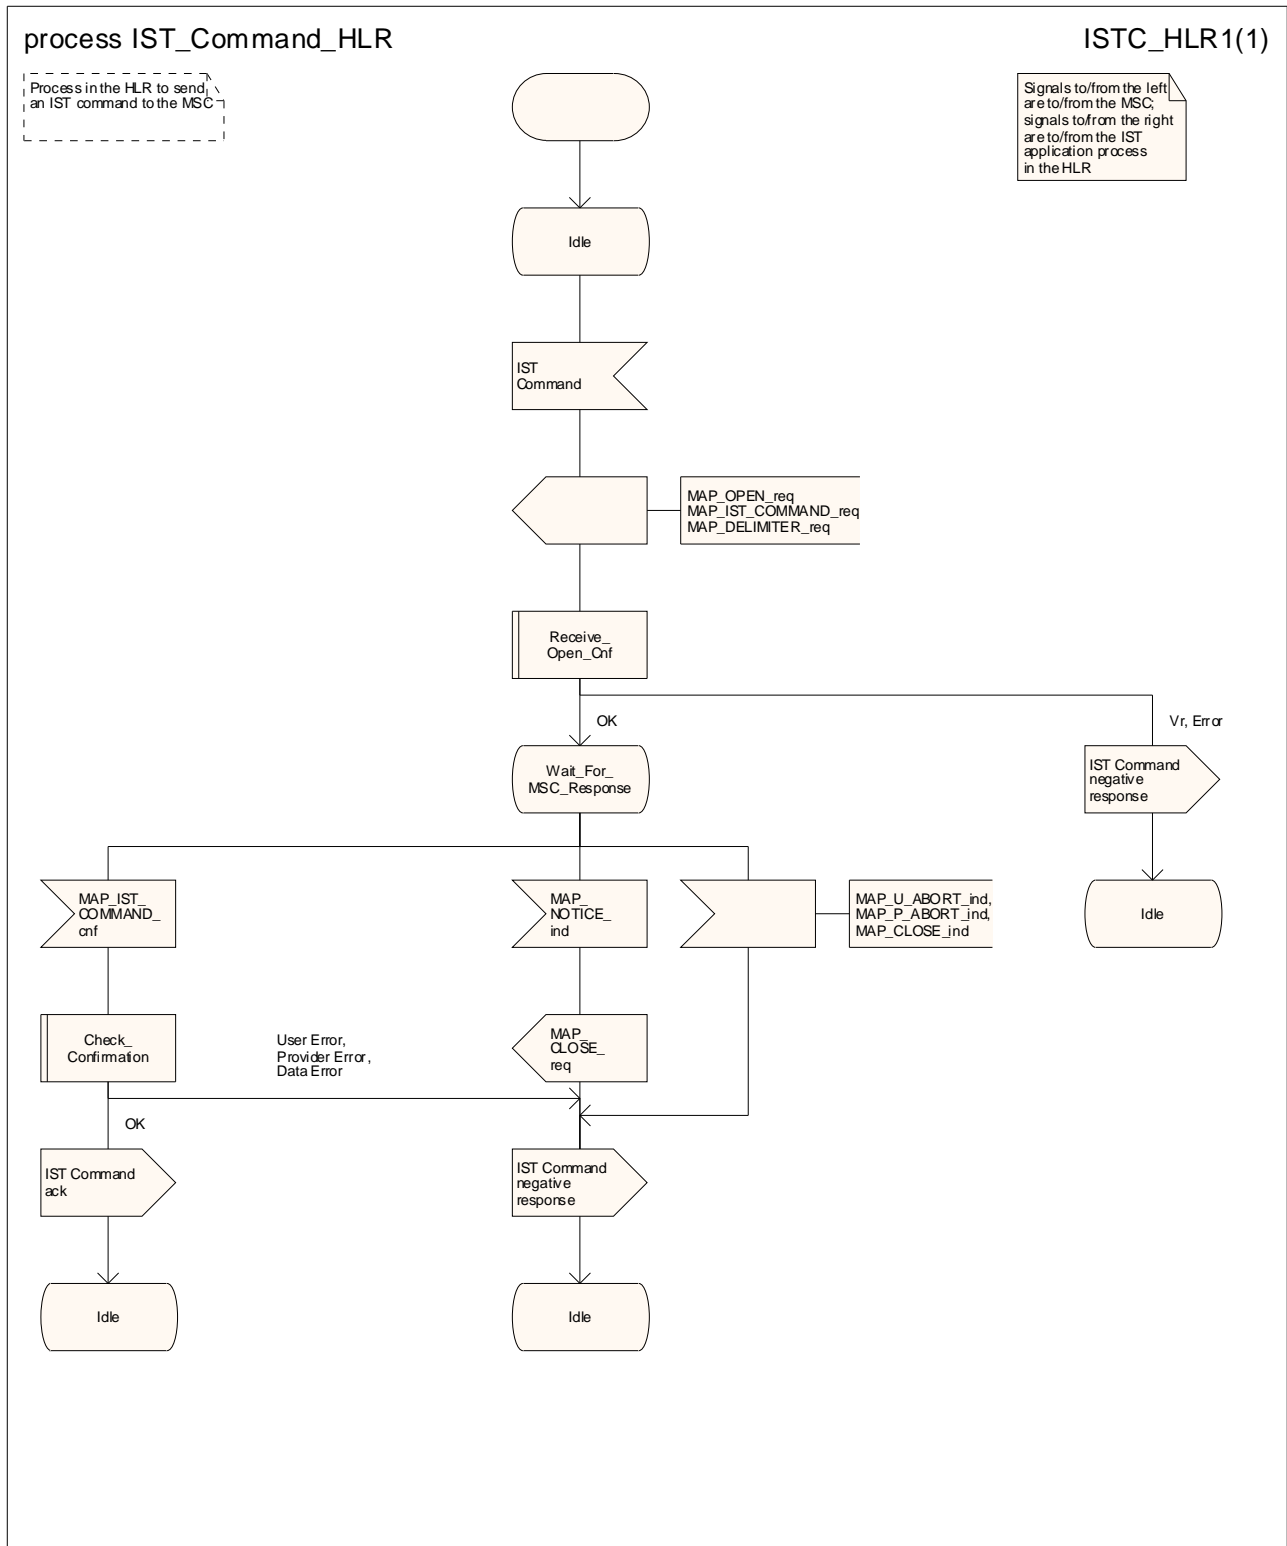 process IST_Command_HLR
ISTC_HLR1(1)
Process in the HLR to send
an IST command to the MSC
Signals to/from the left
are to/from the MSC;
signals to/from the right
are to/from the IST
application process
in the HLR
Idle
IST
Command
MAP_OPEN_req
MAP_IST_COMMAND_req
MAP_DELIMITER_req
Receive_
Open_Cnf
OK
Vr, Error
Wait_For_
MSC_Response
IST Command
negative
response
MAP_IST_
COMMAND_
cnf
MAP_
NOTICE_
ind
MAP_U_ABORT_ind,
MAP_P_ABORT_ind,
MAP_CLOSE_ind
Idle
Check_
Confirmation
User Error,
Provider Error,
Data Error
MAP_
CLOSE_
req
OK
IST Command
ack
IST Command
negative
response
Idle
Idle